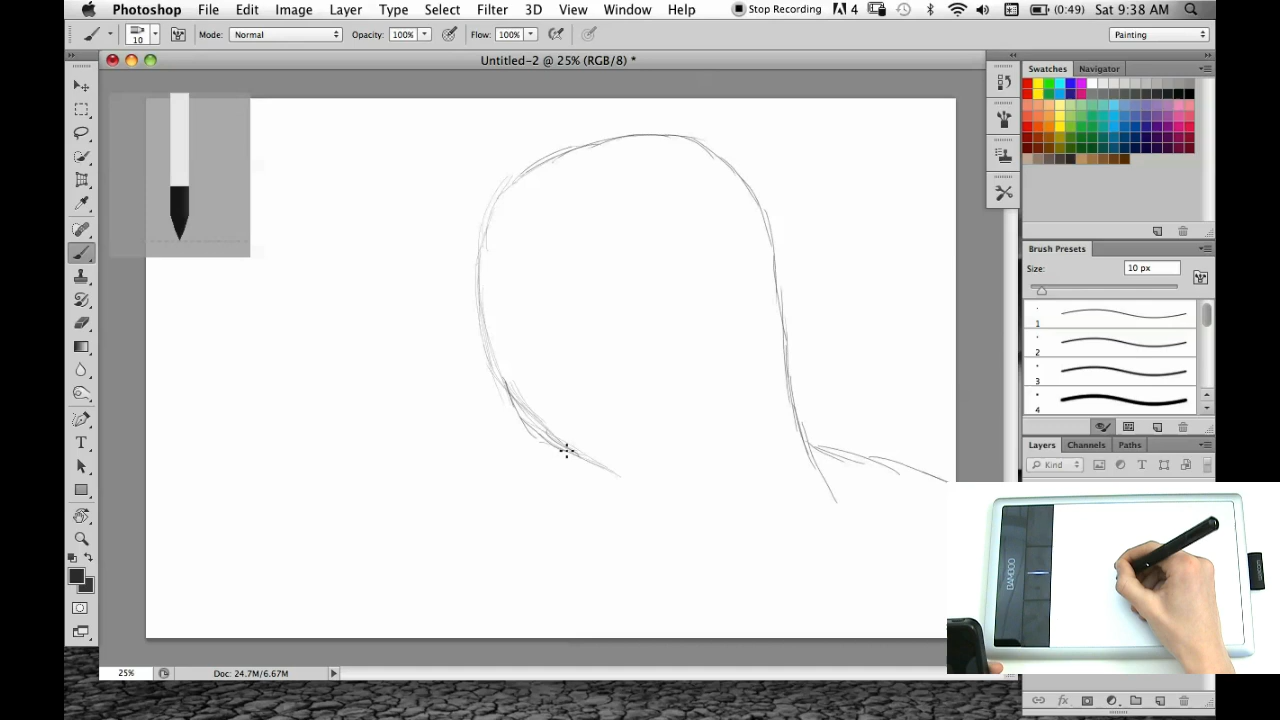 Photoshop File Edit Image Layer Type Select Filter 3D View Window Help Stop Recording 4 (0:49) Sat 9:38 AM
10 Mode: Normal Opacity: 100% Flow: 100% Painting
Untitled-2 @ 25% (RGB/8) *
Swatches Navigator
Brush Presets
Size: 10 px
1
2
3
4
Layers Channels Paths
Kind
BAMBOO
25% Doc: 24.7M/6.67M